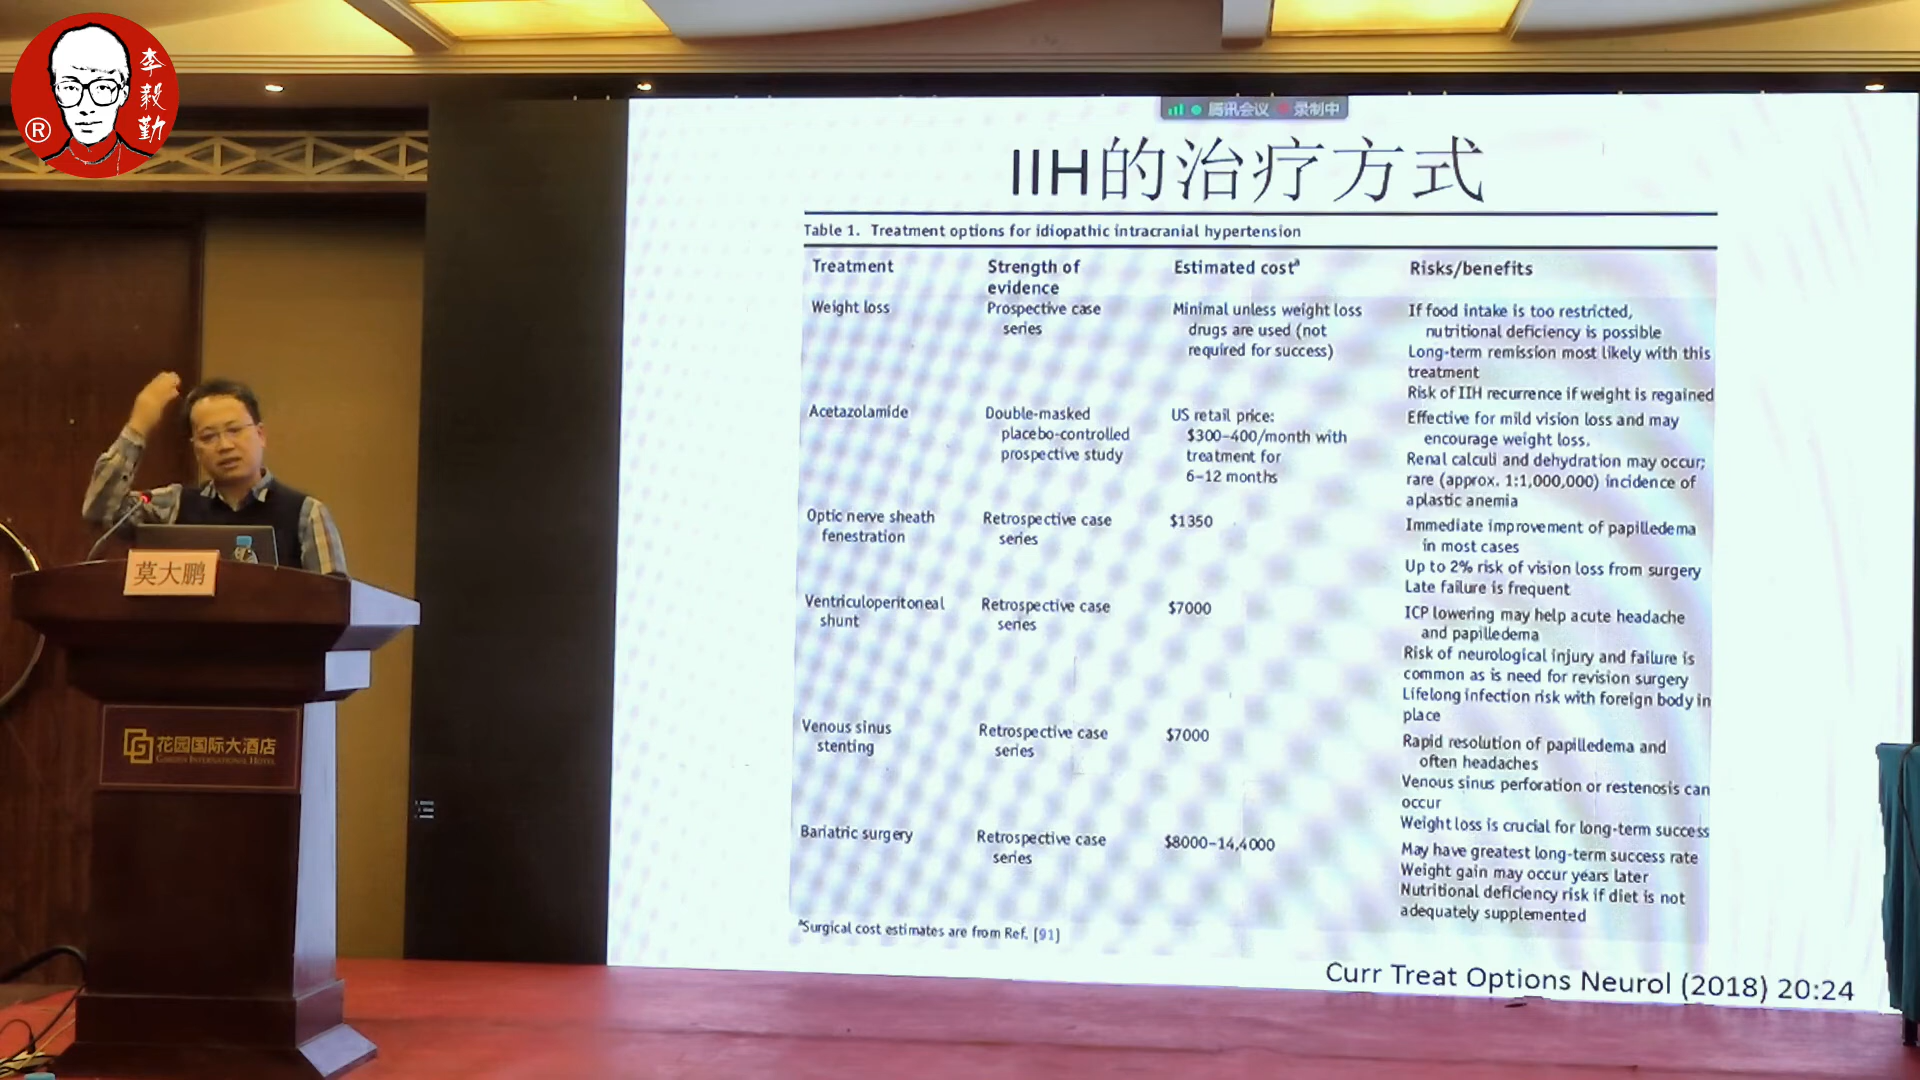 李毅勤
®
腾讯会议 录制中
IIH的治疗方式
Table 1. Treatment options for idiopathic intracranial hypertension
Treatment
Strength of
evidence
Estimated costᵃ
Risks/benefits
Weight loss
Prospective case
series
Minimal unless weight loss
drugs are used (not
required for success)
If food intake is too restricted,
nutritional deficiency is possible
Long-term remission most likely with this
treatment
Risk of IIH recurrence if weight is regained
Acetazolamide
Double-masked
placebo-controlled
prospective study
US retail price:
$300–400/month with
treatment for
6–12 months
Effective for mild vision loss and may
encourage weight loss.
Renal calculi and dehydration may occur;
rare (approx. 1:1,000,000) incidence of
aplastic anemia
Optic nerve sheath
fenestration
Retrospective case
series
$1350
Immediate improvement of papilledema
in most cases
Up to 2% risk of vision loss from surgery
Late failure is frequent
Ventriculoperitoneal
shunt
Retrospective case
series
$7000
ICP lowering may help acute headache
and papilledema
Risk of neurological injury and failure is
common as is need for revision surgery
Lifelong infection risk with foreign body in
place
Venous sinus
stenting
Retrospective case
series
$7000
Rapid resolution of papilledema and
often headaches
Venous sinus perforation or restenosis can
occur
Weight loss is crucial for long-term success
Bariatric surgery
Retrospective case
series
$8000–14,4000
May have greatest long-term success rate
Weight gain may occur years later
Nutritional deficiency risk if diet is not
adequately supplemented
ᵃSurgical cost estimates are from Ref. [91]
Curr Treat Options Neurol (2018) 20:24
莫大鹏
花园国际大酒店
GARDEN INTERNATIONAL HOTEL